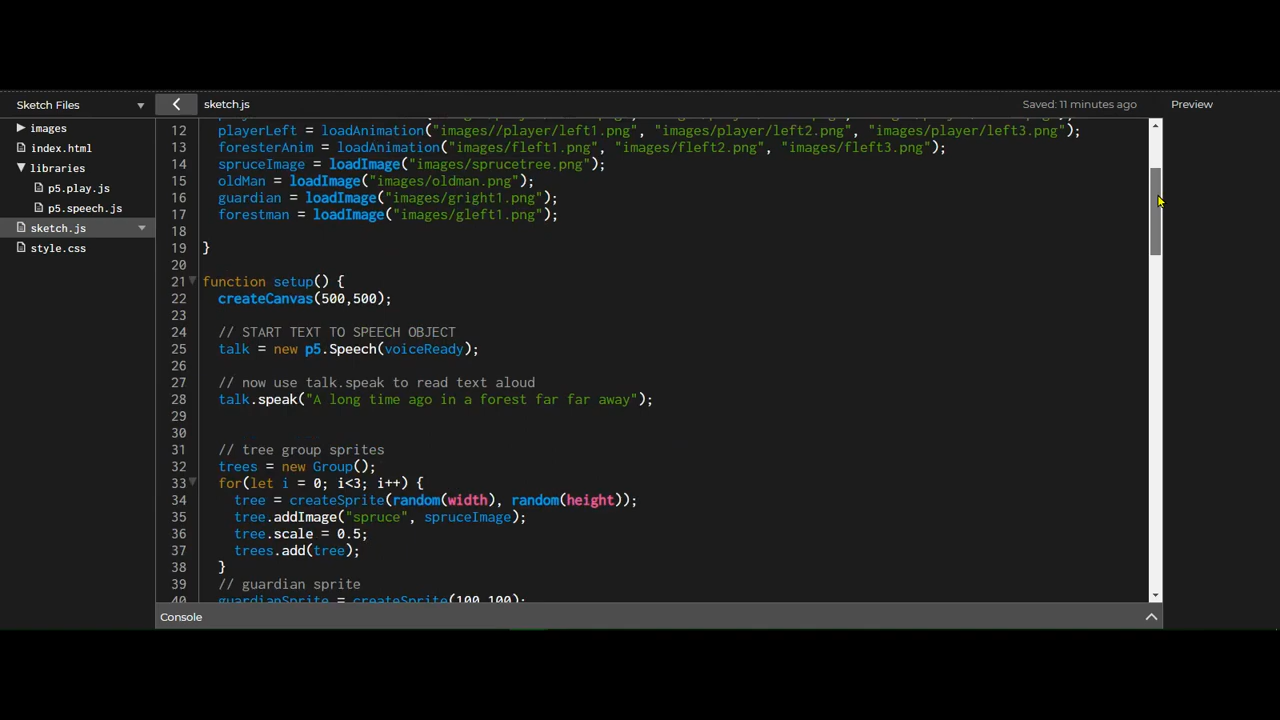 Sketch Files
sketch.js
Saved: 11 minutes ago
Preview
images
index.html
libraries
p5.play.js
p5.speech.js
sketch.js
style.css
12 playerLeft = loadAnimation("images//player/left1.png", "images/player/left2.png", "images/player/left3.png");
13 foresterAnim = loadAnimation("images/fleft1.png", "images/fleft2.png", "images/fleft3.png");
14 spruceImage = loadImage("images/sprucetree.png");
15 oldMan = loadImage("images/oldman.png");
16 guardian = loadImage("images/gright1.png");
17 forestman = loadImage("images/gleft1.png");
18
19 }
20
21 function setup() {
22 createCanvas(500,500);
23
24 // START TEXT TO SPEECH OBJECT
25 talk = new p5.Speech(voiceReady);
26
27 // now use talk.speak to read text aloud
28 talk.speak("A long time ago in a forest far far away");
29
30
31 // tree group sprites
32 trees = new Group();
33 for(let i = 0; i<3; i++) {
34 tree = createSprite(random(width), random(height));
35 tree.addImage("spruce", spruceImage);
36 tree.scale = 0.5;
37 trees.add(tree);
38 }
39 // guardian sprite
40 guardianSprite = createSprite(100,100);
Console